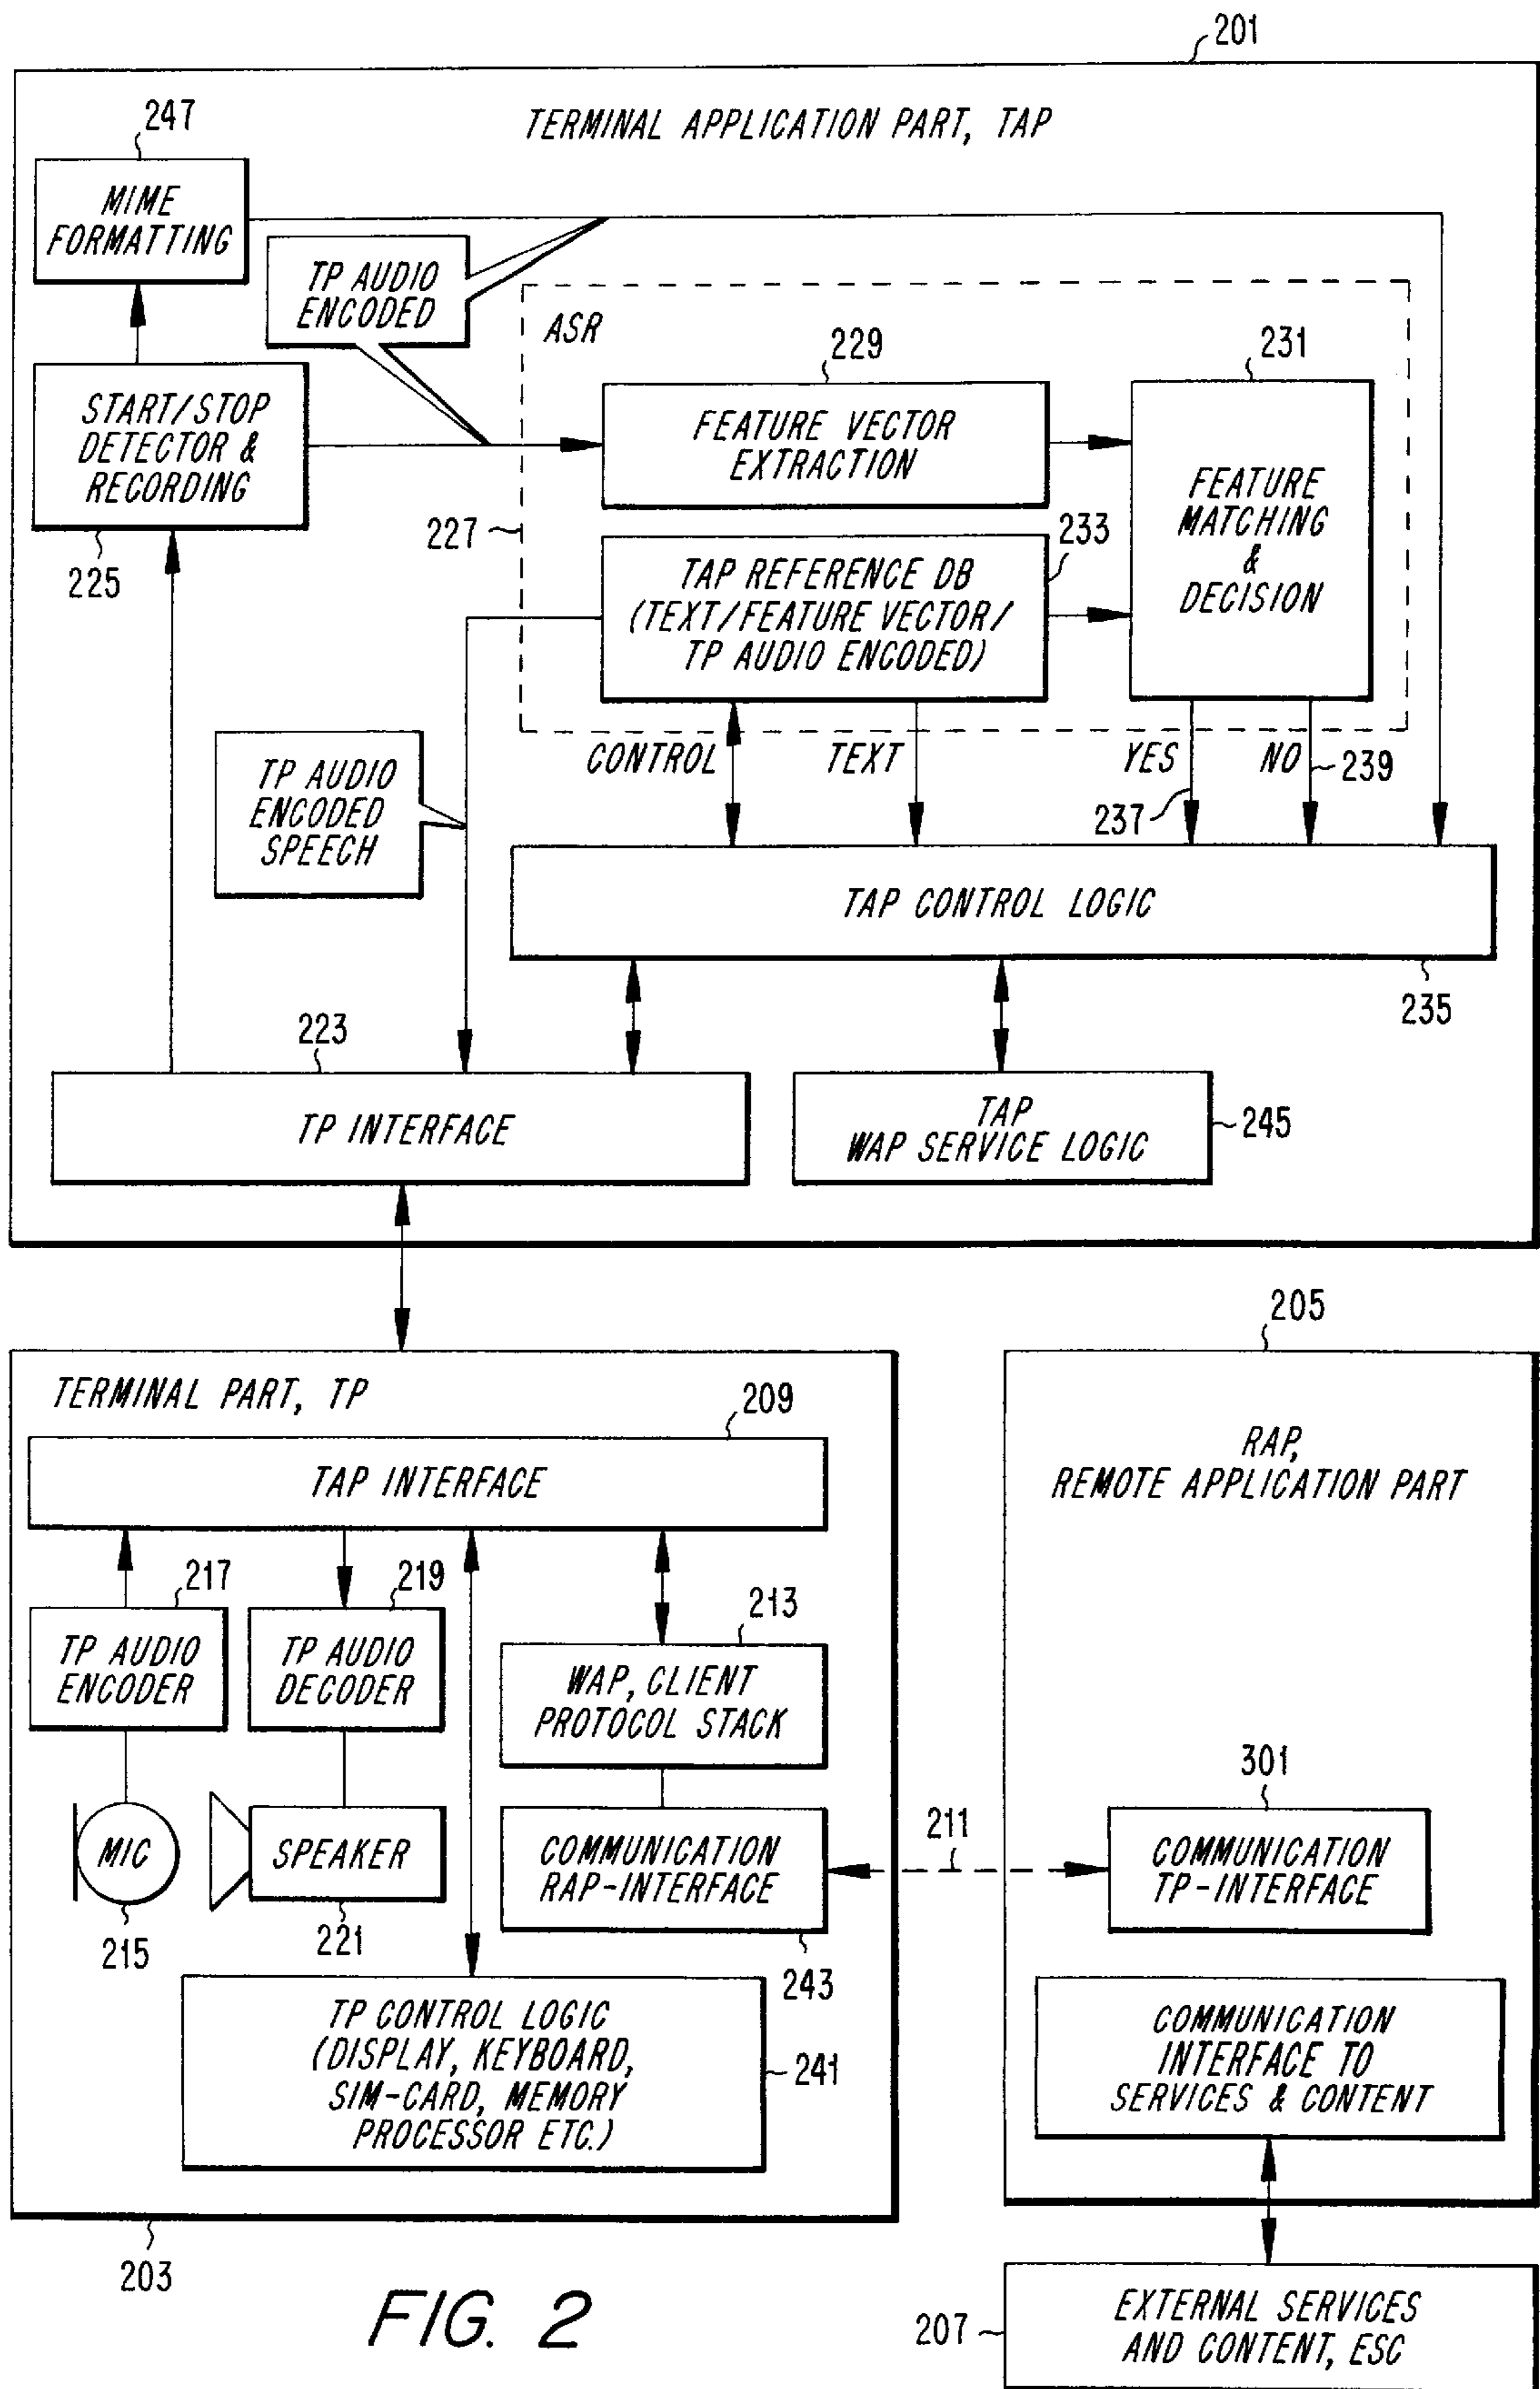 201
TERMINAL APPLICATION PART, TAP
247
MIME
FORMATTING
TP AUDIO
ENCODED
ASR
229
231
START/STOP
DETECTOR &
RECORDING
FEATURE VECTOR
EXTRACTION
FEATURE
MATCHING
&
DECISION
225
227
233
TAP REFERENCE DB
(TEXT/FEATURE VECTOR/
TP AUDIO ENCODED)
CONTROL
TEXT
YES
NO
239
237
TP AUDIO
ENCODED
SPEECH
TAP CONTROL LOGIC
235
223
TP INTERFACE
TAP
WAP SERVICE LOGIC
245
205
TERMINAL PART, TP
209
TAP INTERFACE
RAP,
REMOTE APPLICATION PART
217
219
213
TP AUDIO
ENCODER
TP AUDIO
DECODER
WAP, CLIENT
PROTOCOL STACK
301
MIC
SPEAKER
COMMUNICATION
RAP-INTERFACE
211
COMMUNICATION
TP-INTERFACE
215
221
243
TP CONTROL LOGIC
(DISPLAY, KEYBOARD,
SIM-CARD, MEMORY
PROCESSOR ETC.)
241
COMMUNICATION
INTERFACE TO
SERVICES & CONTENT
203
FIG. 2
207
EXTERNAL SERVICES
AND CONTENT, ESC